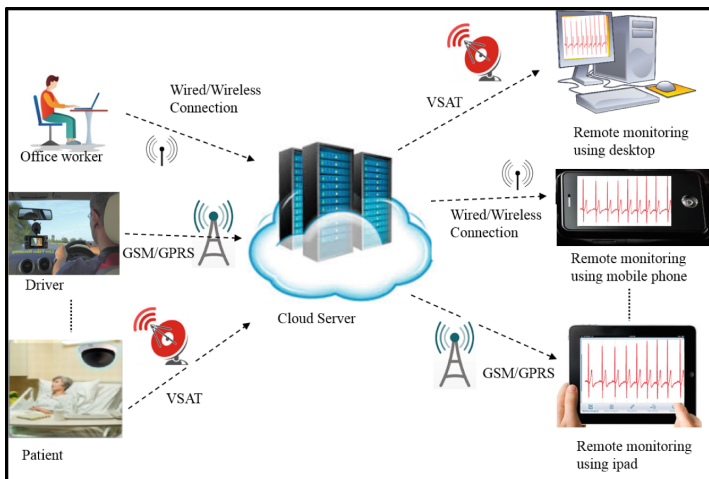 Wired/Wireless
Connection
Office worker
GSM/GPRS
Driver
VSAT
Patient
Cloud Server
VSAT
Remote monitoring
using desktop
Wired/Wireless
Connection
Remote monitoring
using mobile phone
GSM/GPRS
Remote monitoring
using ipad